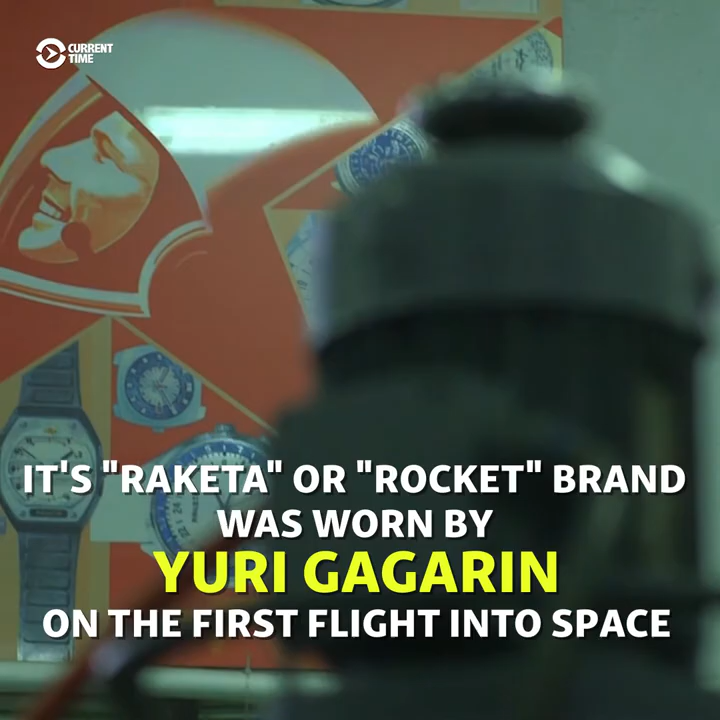 CURRENT
TIME
IT'S "RAKETA" OR "ROCKET" BRAND
WAS WORN BY
YURI GAGARIN
ON THE FIRST FLIGHT INTO SPACE